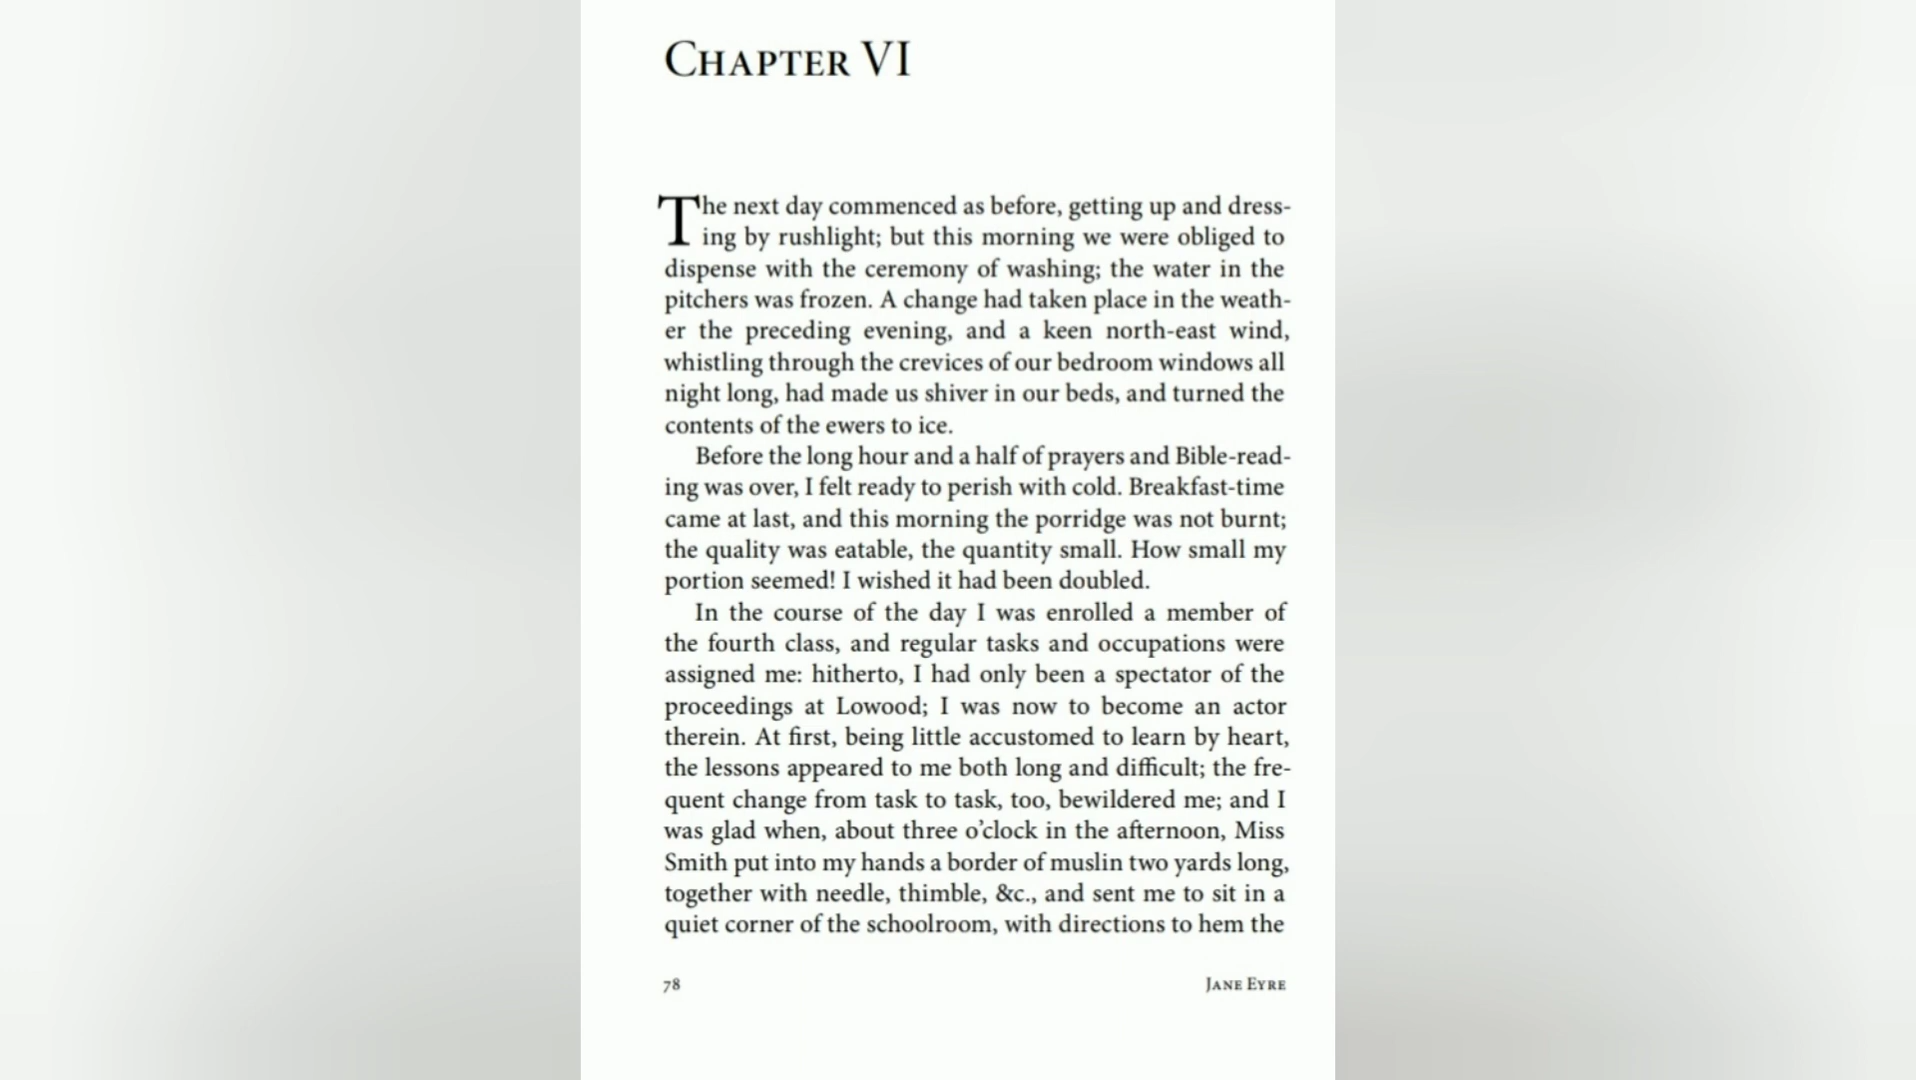 Chapter VI
The next day commenced as before, getting up and dress-
ing by rushlight; but this morning we were obliged to
dispense with the ceremony of washing; the water in the
pitchers was frozen. A change had taken place in the weath-
er the preceding evening, and a keen north-east wind,
whistling through the crevices of our bedroom windows all
night long, had made us shiver in our beds, and turned the
contents of the ewers to ice.
Before the long hour and a half of prayers and Bible-read-
ing was over, I felt ready to perish with cold. Breakfast-time
came at last, and this morning the porridge was not burnt;
the quality was eatable, the quantity small. How small my
portion seemed! I wished it had been doubled.
In the course of the day I was enrolled a member of
the fourth class, and regular tasks and occupations were
assigned me: hitherto, I had only been a spectator of the
proceedings at Lowood; I was now to become an actor
therein. At first, being little accustomed to learn by heart,
the lessons appeared to me both long and difficult; the fre-
quent change from task to task, too, bewildered me; and I
was glad when, about three o’clock in the afternoon, Miss
Smith put into my hands a border of muslin two yards long,
together with needle, thimble, &c., and sent me to sit in a
quiet corner of the schoolroom, with directions to hem the
78 Jane Eyre